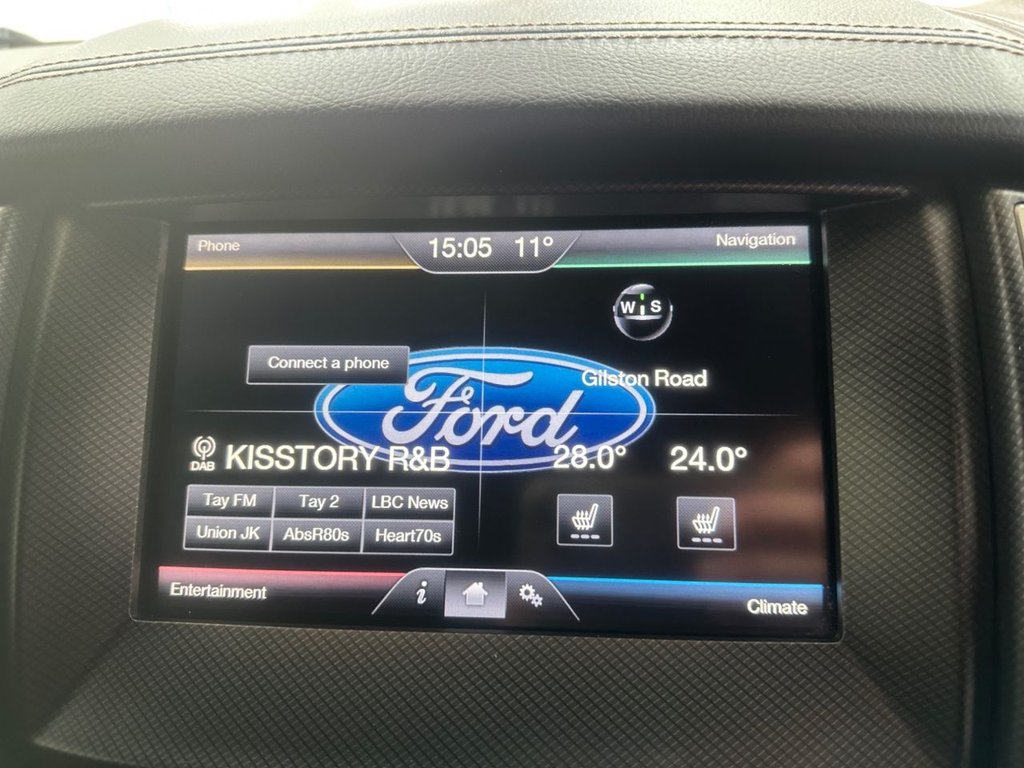 Phone 15:05 11° Navigation
W S
Connect a phone
Ford
Gilston Road
DAB KISSTORY R&B 28.0° 24.0°
Tay FM Tay 2 LBC News
Union JK AbsR80s Heart70s
Entertainment i Climate